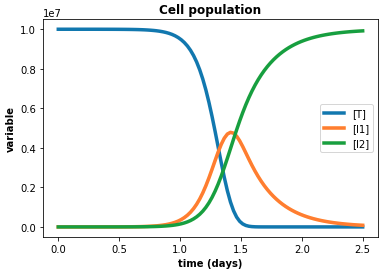 Cell population
1e7
1.0
0.8
0.6
0.4
0.2
0.0
variable
[T]
[I1]
[I2]
0.0 0.5 1.0 1.5 2.0 2.5
time (days)